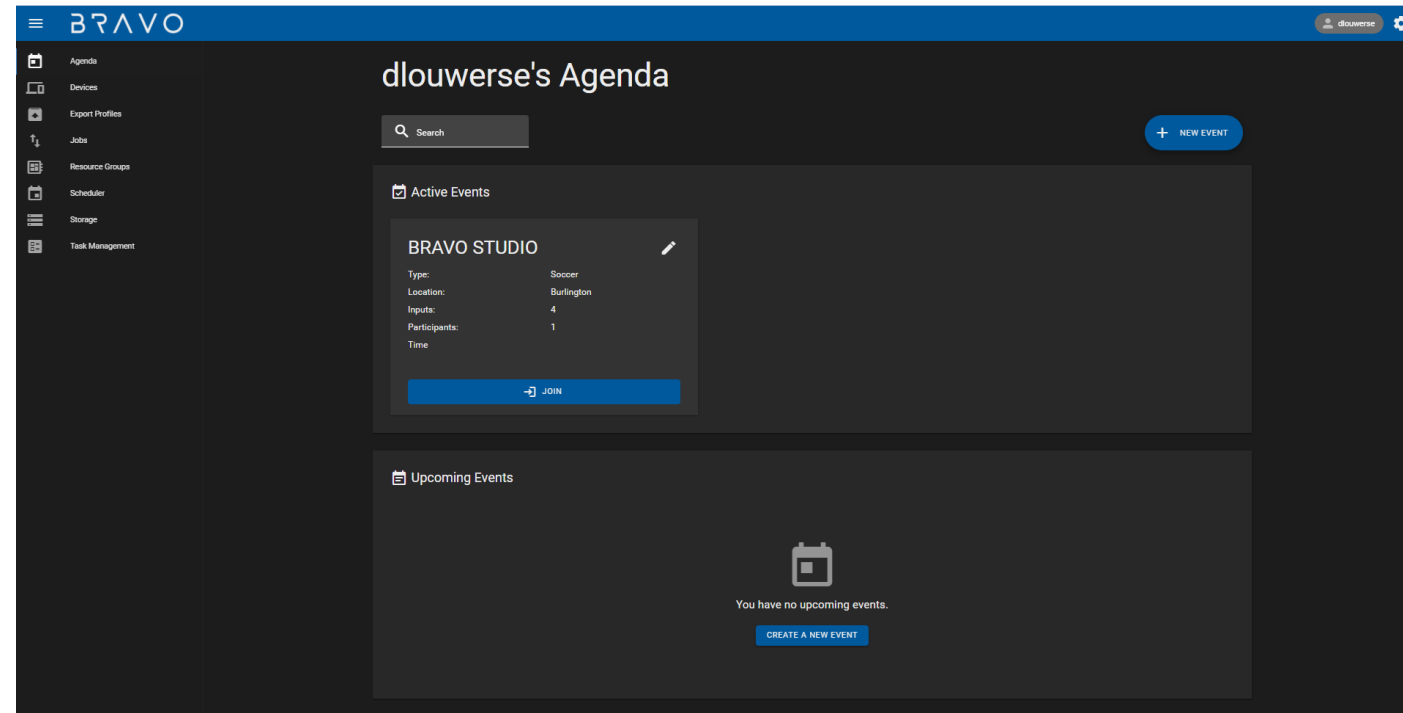 BRAVO
dlouwerse
Agenda
Devices
Export Profiles
Jobs
Resource Groups
Scheduler
Storage
Task Management
dlouwerse's Agenda
Search
NEW EVENT
Active Events
BRAVO STUDIO
Type: Soccer
Location: Burlington
Inputs: 4
Participants: 1
Time
JOIN
Upcoming Events
You have no upcoming events.
CREATE A NEW EVENT